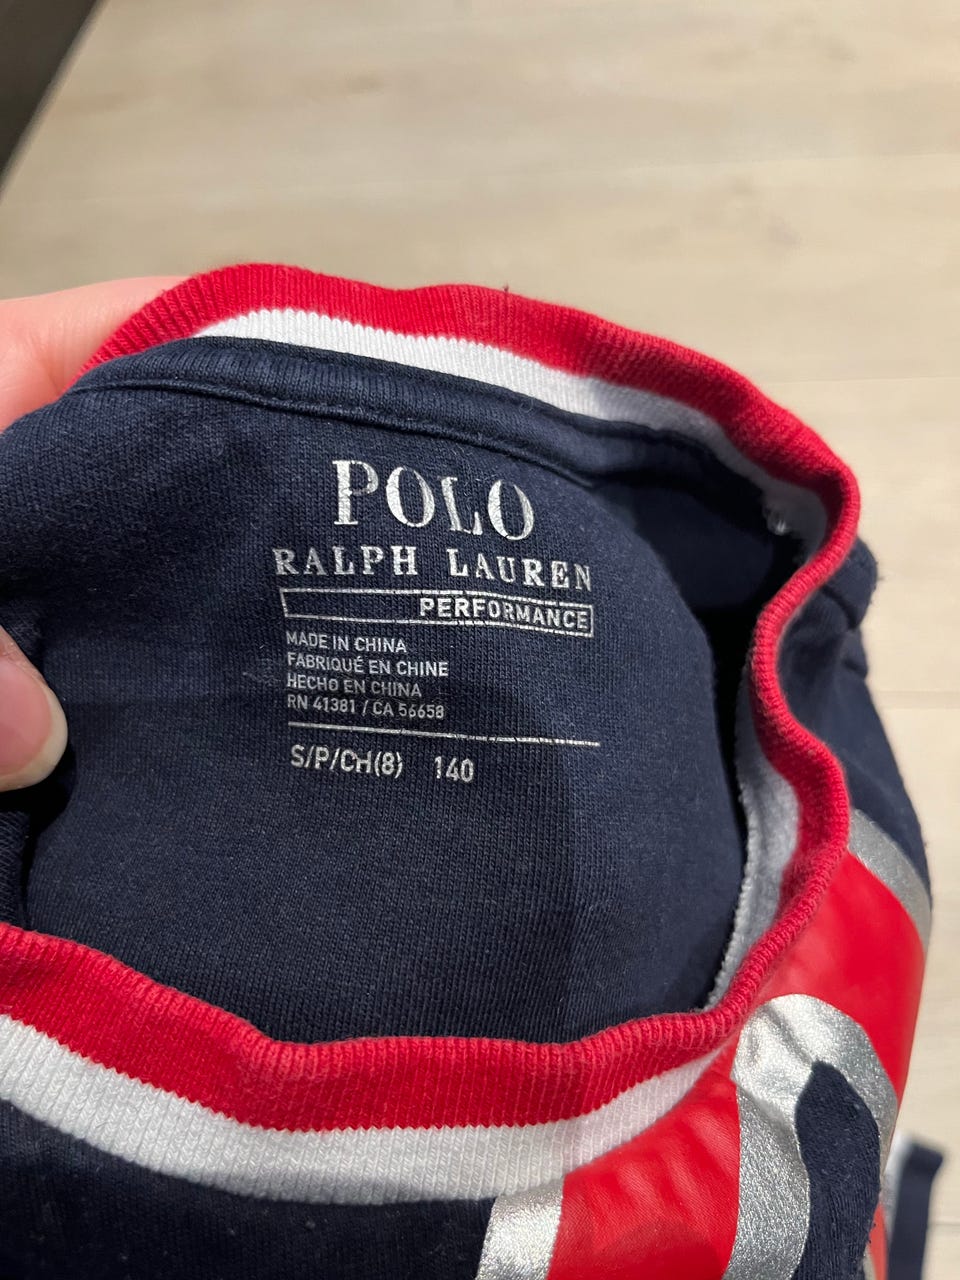 POLO
RALPH LAUREN
PERFORMANCE
MADE IN CHINA
FABRIQUÉ EN CHINE
HECHO EN CHINA
RN 41381 / CA 56658
S/P/CH(8) 140